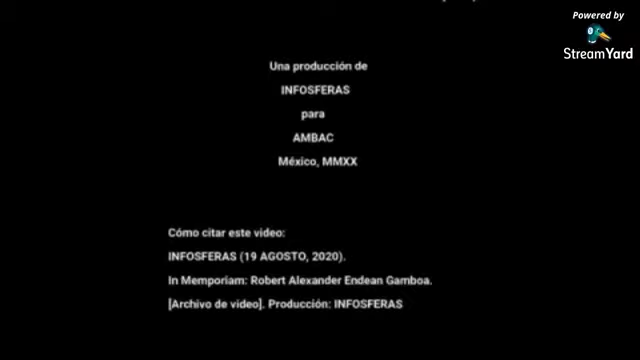 Powered by
StreamYard
Una producción de
INFOSFERAS
para
AMBAC
México, MMXX
Cómo citar este video:
INFOSFERAS (19 AGOSTO, 2020).
In Memporiam: Robert Alexander Endean Gamboa.
[Archivo de video]. Producción: INFOSFERAS